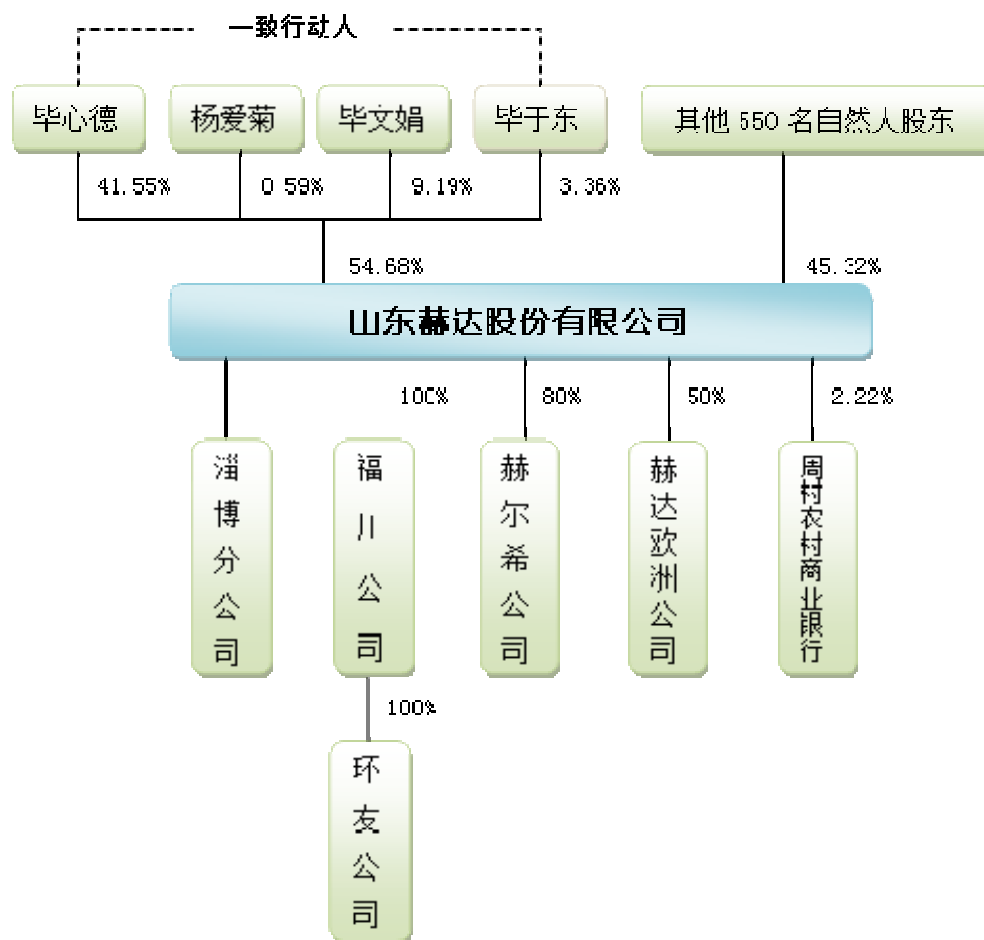 一致行动人
毕心德
杨爱菊
毕文娟
毕于东
其他 550 名自然人股东
41.55%
0.59%
9.19%
3.36%
54.68%
45.32%
山东赫达股份有限公司
100%
80%
50%
2.22%
淄博分公司
福川公司
赫尔希公司
赫达欧洲公司
周村农村商业银行
100%
环友公司